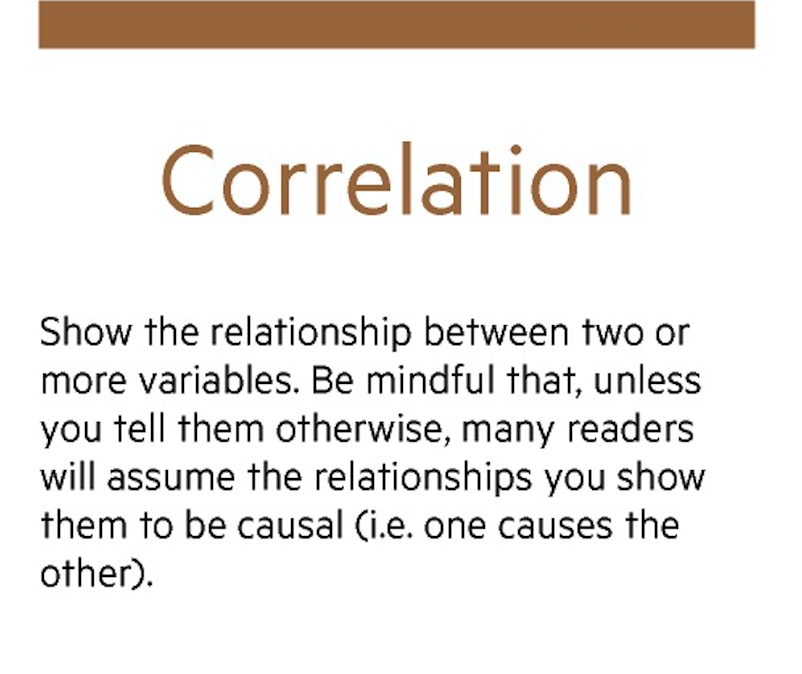 Correlation
Show the relationship between two or
more variables. Be mindful that, unless
you tell them otherwise, many readers
will assume the relationships you show
them to be causal (i.e. one causes the
other).